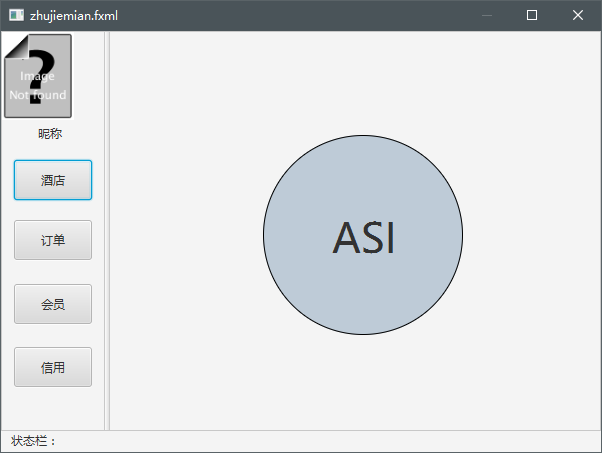 zhujiemian.fxml
?
Image
Not found
昵称
酒店
订单
会员
信用
ASI
状态栏：